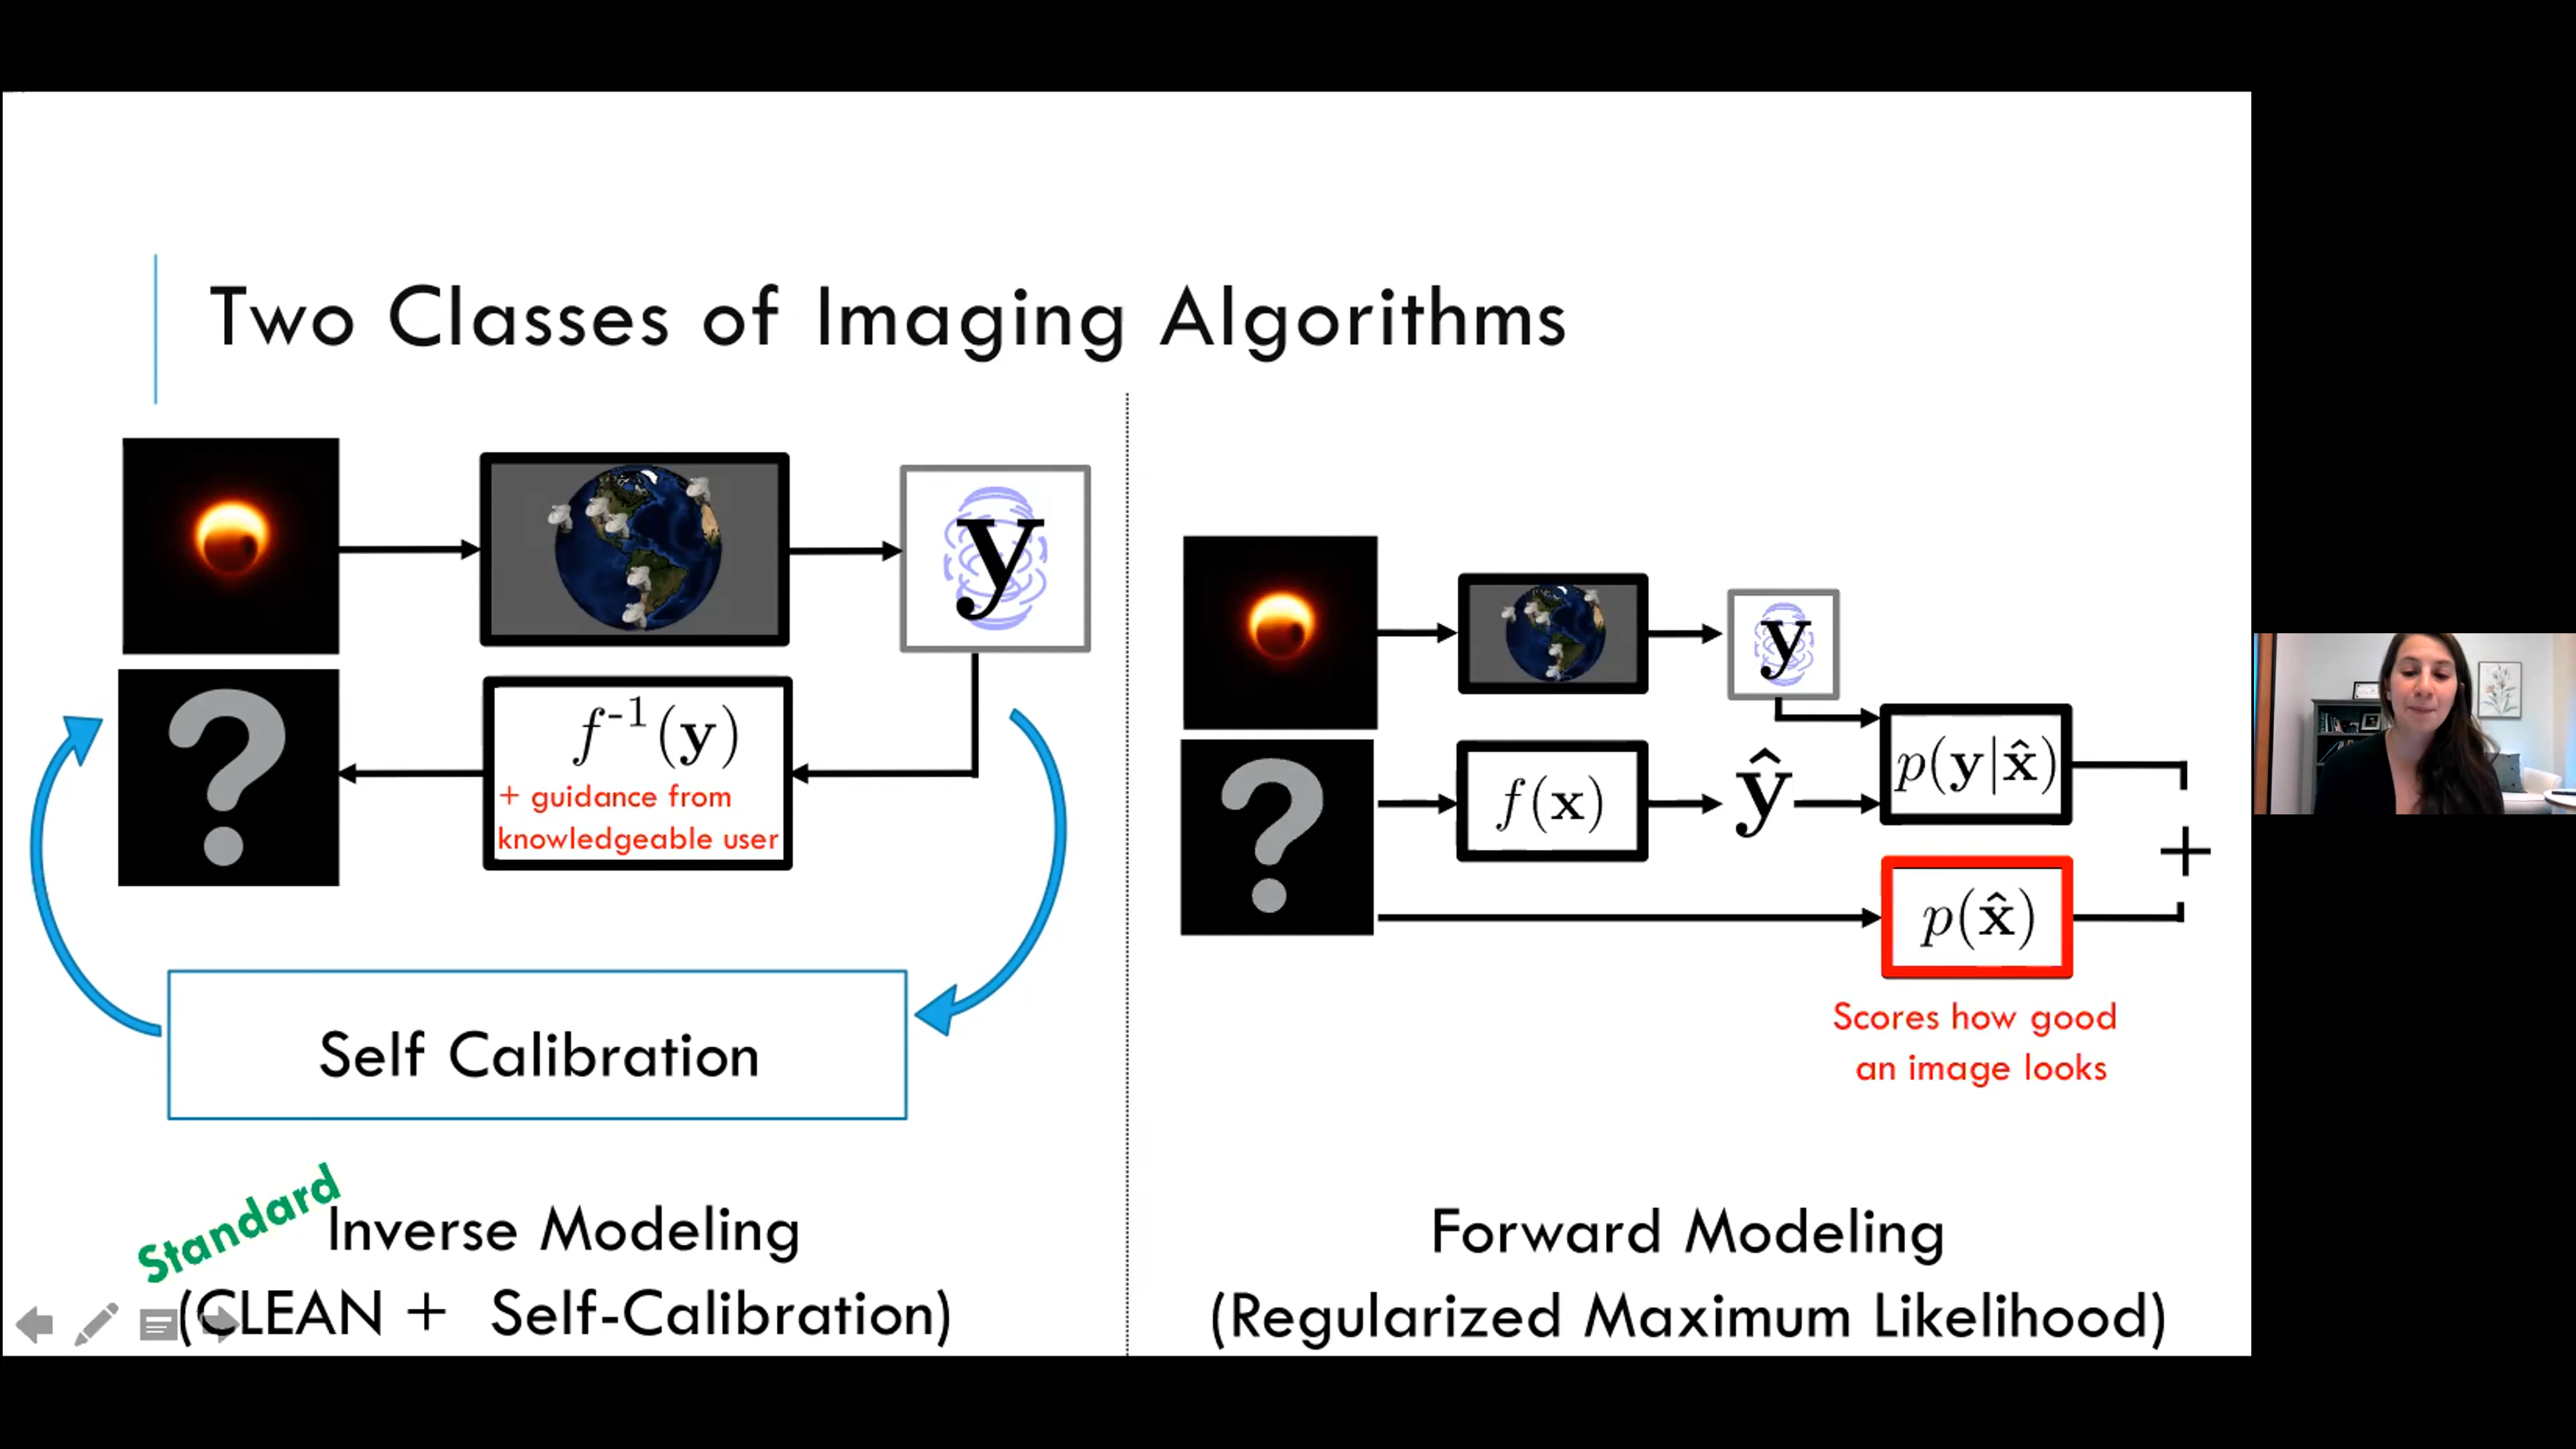 Two Classes of Imaging Algorithms
y
?
f⁻¹(y)
+ guidance from
knowledgeable user
Self Calibration
Standard
Inverse Modeling
(CLEAN + Self-Calibration)
y
?
f(x)
ŷ
p(y|x̂)
+
p(x̂)
Scores how good
an image looks
Forward Modeling
(Regularized Maximum Likelihood)